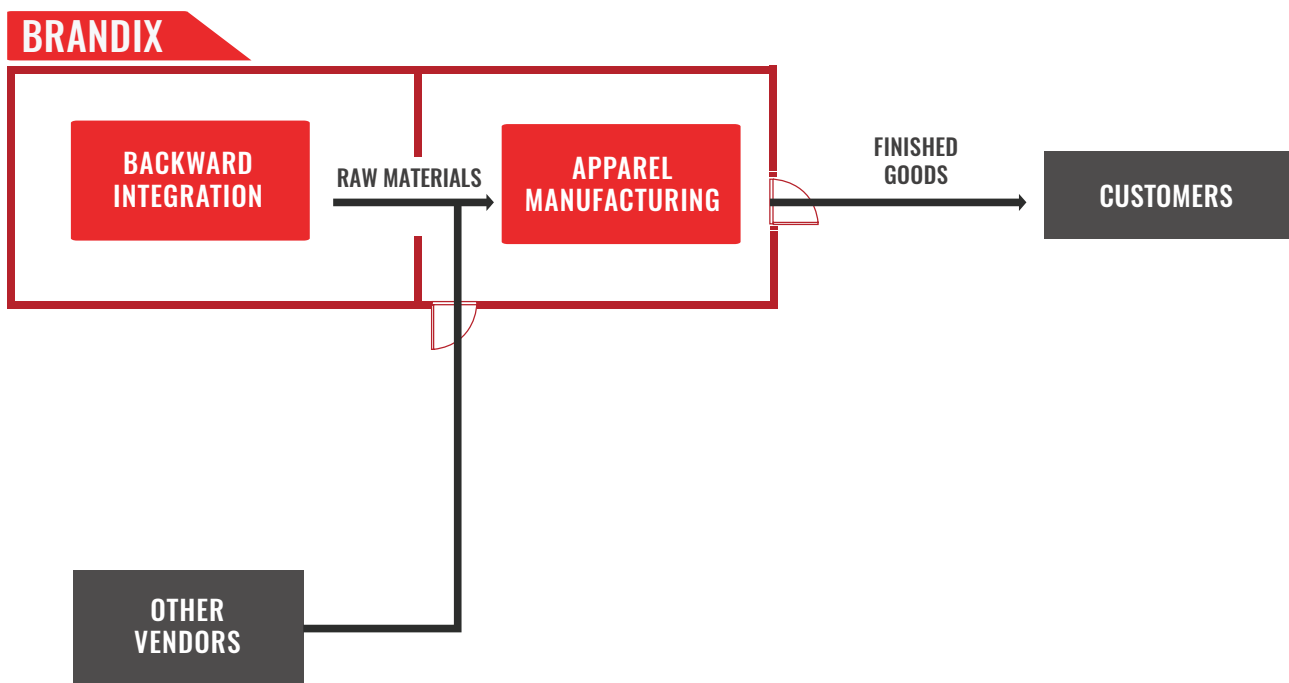 BRANDIX
BACKWARD
INTEGRATION
RAW MATERIALS
APPAREL
MANUFACTURING
FINISHED
GOODS
CUSTOMERS
OTHER
VENDORS